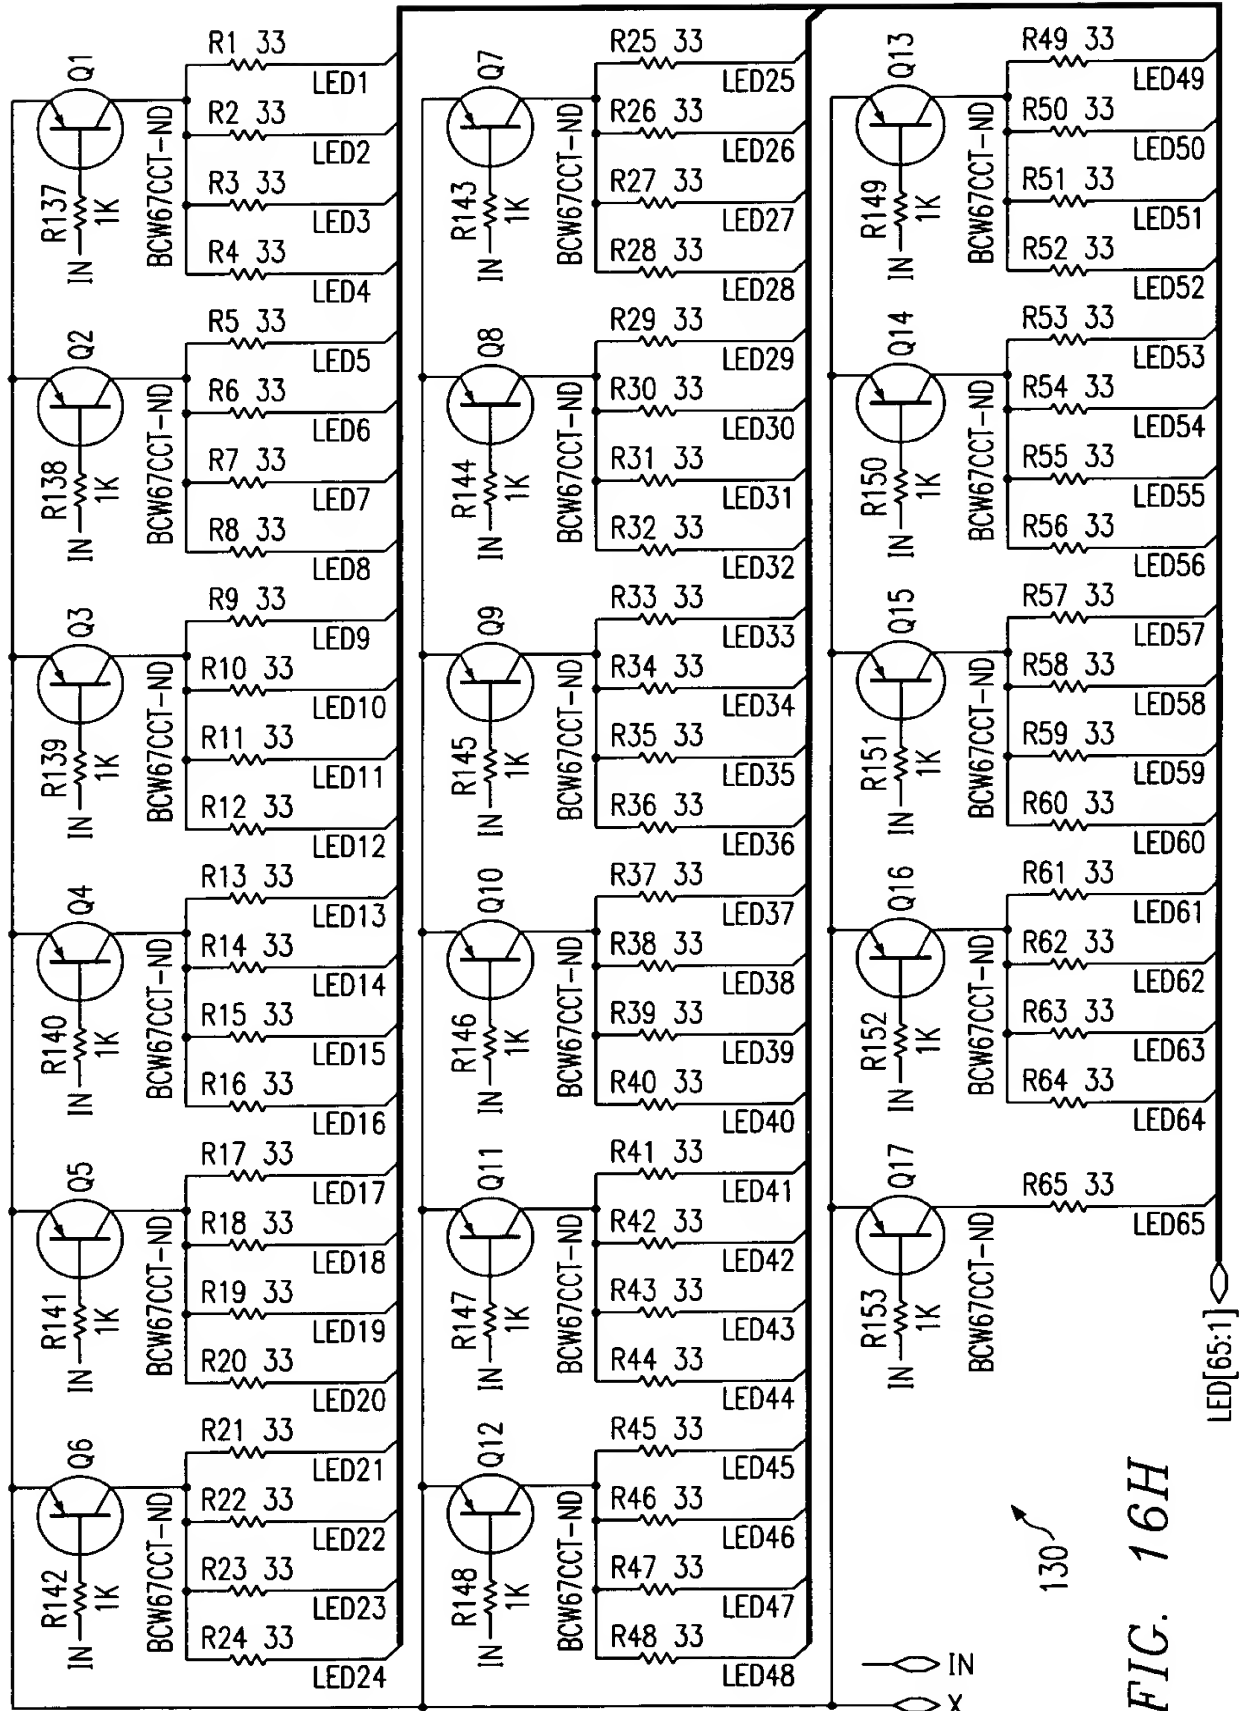 R1 33
LED1
R2 33
LED2
R3 33
LED3
R4 33
LED4
Q1
R137
1K
IN
BCW67CCT-ND
R5 33
LED5
R6 33
LED6
R7 33
LED7
R8 33
LED8
Q2
R138
1K
IN
BCW67CCT-ND
R9 33
LED9
R10 33
LED10
R11 33
LED11
R12 33
LED12
Q3
R139
1K
IN
BCW67CCT-ND
R13 33
LED13
R14 33
LED14
R15 33
LED15
R16 33
LED16
Q4
R140
1K
IN
BCW67CCT-ND
R17 33
LED17
R18 33
LED18
R19 33
LED19
R20 33
LED20
Q5
R141
1K
IN
BCW67CCT-ND
R21 33
LED21
R22 33
LED22
R23 33
LED23
R24 33
LED24
Q6
R142
1K
IN
BCW67CCT-ND
R25 33
LED25
R26 33
LED26
R27 33
LED27
R28 33
LED28
Q7
R143
1K
IN
BCW67CCT-ND
R29 33
LED29
R30 33
LED30
R31 33
LED31
R32 33
LED32
Q8
R144
1K
IN
BCW67CCT-ND
R33 33
LED33
R34 33
LED34
R35 33
LED35
R36 33
LED36
Q9
R145
1K
IN
BCW67CCT-ND
R37 33
LED37
R38 33
LED38
R39 33
LED39
R40 33
LED40
Q10
R146
1K
IN
BCW67CCT-ND
R41 33
LED41
R42 33
LED42
R43 33
LED43
R44 33
LED44
Q11
R147
1K
IN
BCW67CCT-ND
R45 33
LED45
R46 33
LED46
R47 33
LED47
R48 33
LED48
Q12
R148
1K
IN
BCW67CCT-ND
R49 33
LED49
R50 33
LED50
R51 33
LED51
R52 33
LED52
Q13
R149
1K
IN
BCW67CCT-ND
R53 33
LED53
R54 33
LED54
R55 33
LED55
R56 33
LED56
Q14
R150
1K
IN
BCW67CCT-ND
R57 33
LED57
R58 33
LED58
R59 33
LED59
R60 33
LED60
Q15
R151
1K
IN
BCW67CCT-ND
R61 33
LED61
R62 33
LED62
R63 33
LED63
R64 33
LED64
Q16
R152
1K
IN
BCW67CCT-ND
R65 33
LED65
Q17
R153
1K
IN
BCW67CCT-ND
LED[65:1]
130
IN
X
FIG. 16H